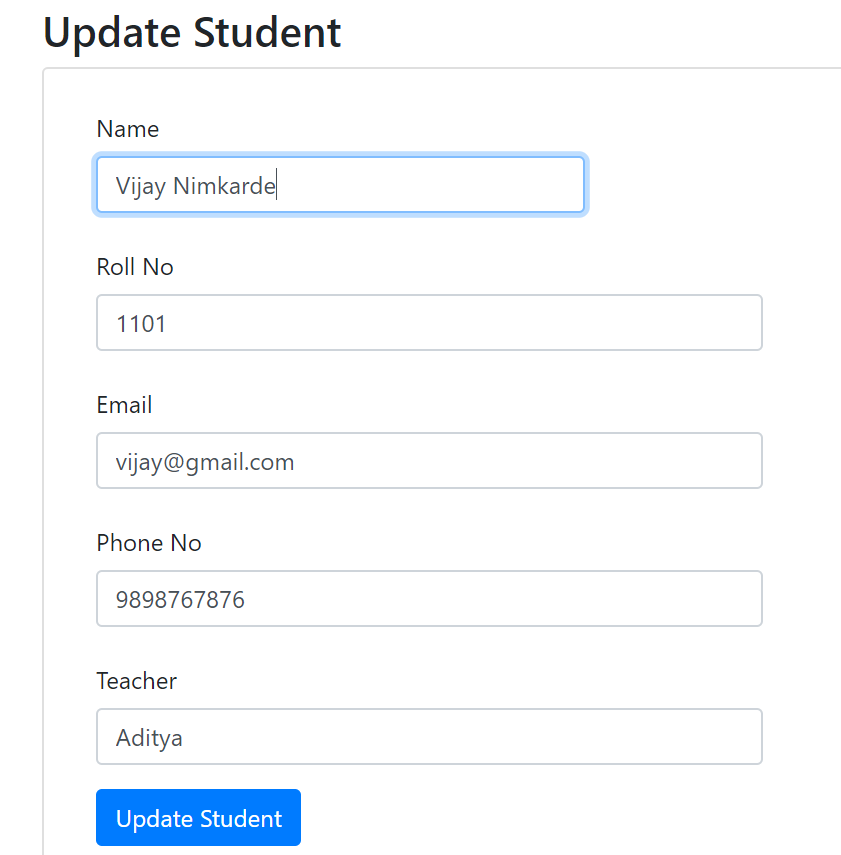 Update Student
Name
Vijay Nimkarde
Roll No
1101
Email
vijay@gmail.com
Phone No
9898767876
Teacher
Aditya
Update Student